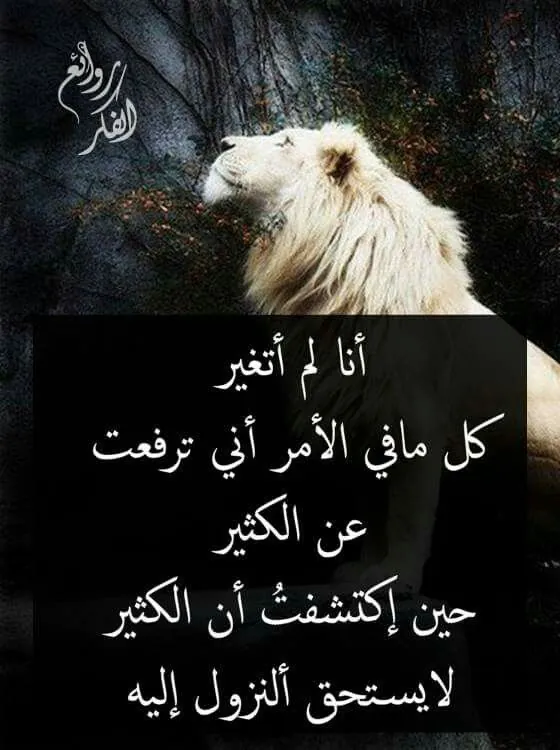 روائع
الفكر
أنا لم أتغير
كل مافي الأمر أني ترفعت
عن الكثير
حين إكتشفتُ أن الكثير
لايستحق ألنزول إليه